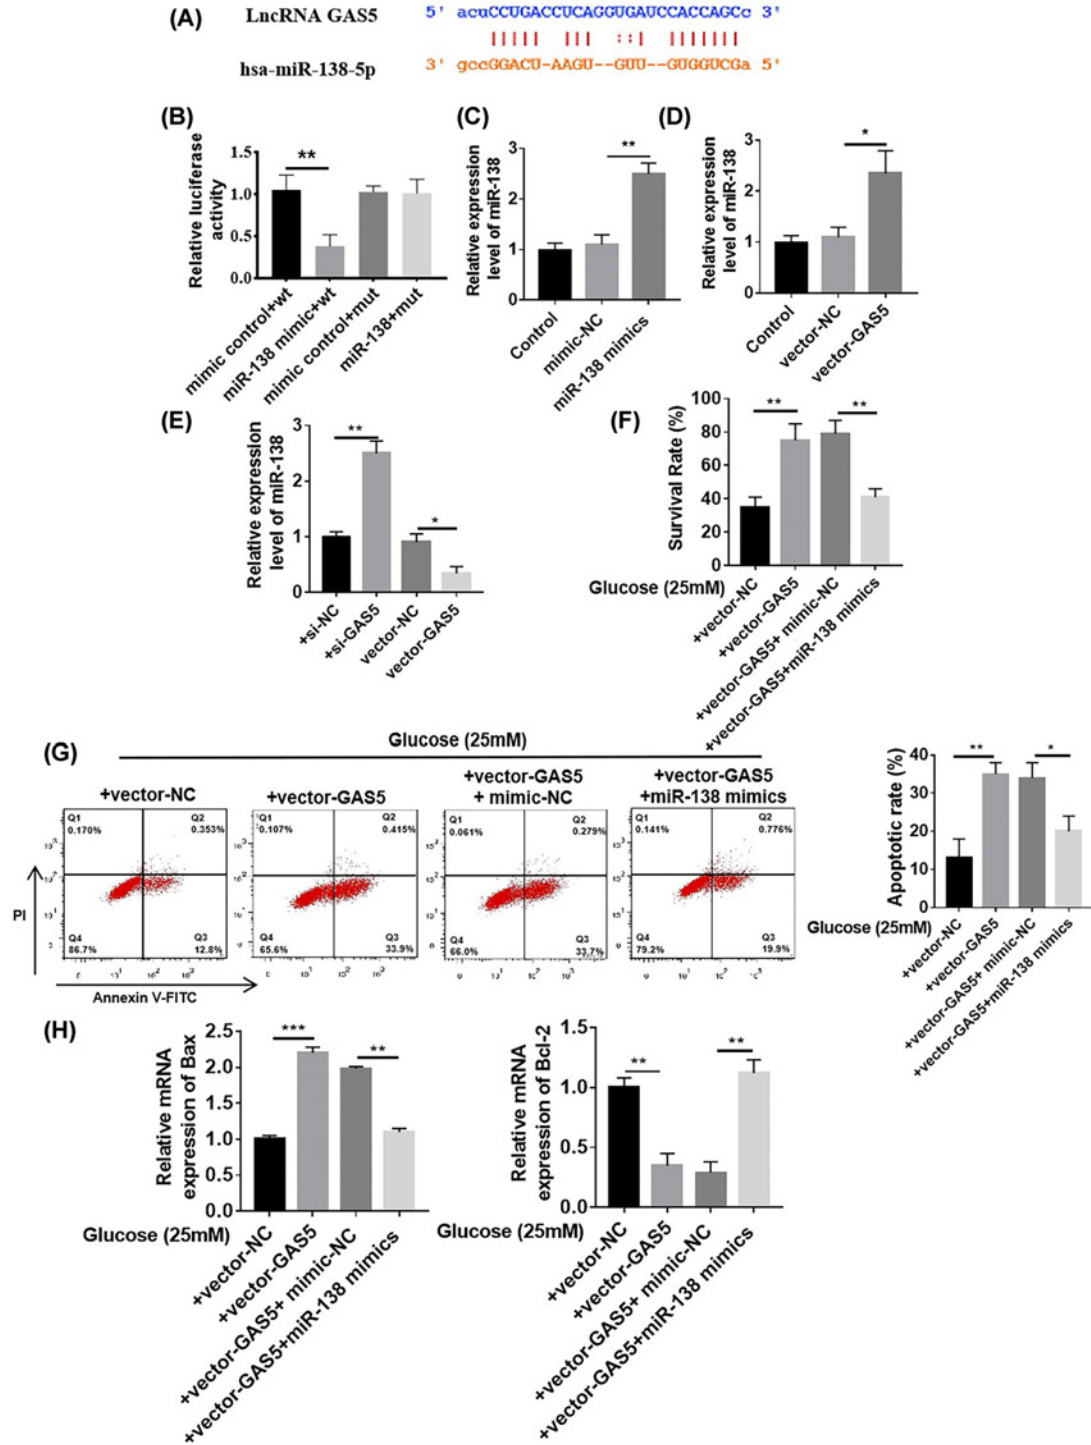 (A)
LncRNA GAS5 5' acuCCUGACCUCAGGUGAUCCACCAGCc 3'
hsa-miR-138-5p 3' gccGGACU-AAGU--GUU--GUGGUCGa 5'
(B)
Relative luciferase
activity
1.5
1.0
0.5
0.0
**
mimic control+wt
miR-138 mimic+wt
mimic control+mut
miR-138+mut
(C)
Relative expression
level of miR-138
3
2
1
0
**
Control
mimic-NC
miR-138 mimics
(D)
Relative expression
level of miR-138
3
2
1
0
*
Control
vector-NC
vector-GAS5
(E)
Relative expression
level of miR-138
3
2
1
0
**
*
+si-NC
+si-GAS5
vector-NC
vector-GAS5
(F)
Survival Rate (%)
100
80
60
40
20
0
**
**
Glucose (25mM)
+vector-NC
+vector-GAS5
+vector-GAS5+ mimic-NC
+vector-GAS5+miR-138 mimics
(G)
Glucose (25mM)
+vector-NC
Q1
0.170%
Q2
0.353%
Q4
86.7%
Q3
12.8%
+vector-GAS5
Q1
0.107%
Q2
0.415%
Q4
65.6%
Q3
33.9%
+vector-GAS5
+ mimic-NC
Q1
0.061%
Q2
0.279%
Q4
66.0%
Q3
33.7%
+vector-GAS5
+miR-138 mimics
Q1
0.141%
Q2
0.776%
Q4
79.2%
Q3
19.9%
PI
Annexin V-FITC
Apoptotic rate (%)
40
30
20
10
0
**
*
Glucose (25mM)
+vector-NC
+vector-GAS5
+vector-GAS5+ mimic-NC
+vector-GAS5+miR-138 mimics
(H)
Relative mRNA
expression of Bax
2.5
2.0
1.5
1.0
0.5
0.0
***
**
Glucose (25mM)
+vector-NC
+vector-GAS5
+vector-GAS5+ mimic-NC
+vector-GAS5+miR-138 mimics
Relative mRNA
expression of Bcl-2
1.5
1.0
0.5
0.0
**
**
Glucose (25mM)
+vector-NC
+vector-GAS5
+vector-GAS5+ mimic-NC
+vector-GAS5+miR-138 mimics